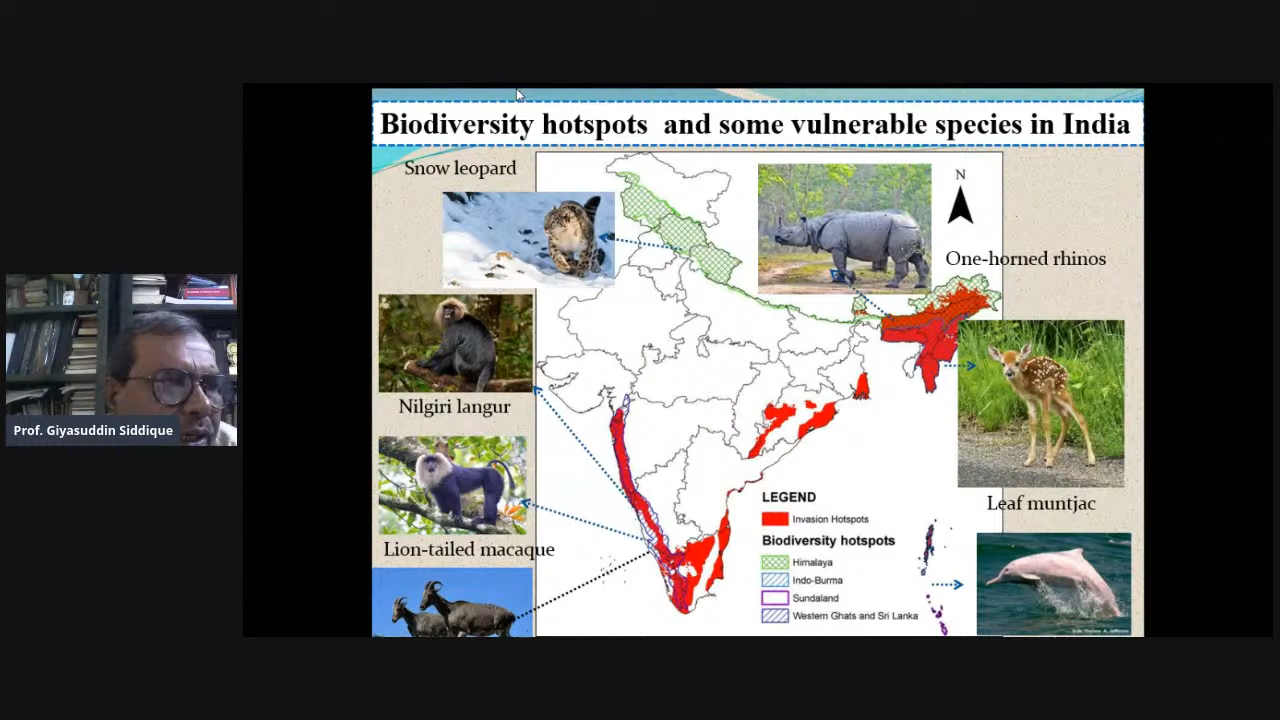 Biodiversity hotspots and some vulnerable species in India
Snow leopard
N
One-horned rhinos
Nilgiri langur
Prof. Giyasuddin Siddique
LEGEND
Invasion Hotspots
Biodiversity hotspots
Himalaya
Indo-Burma
Sundaland
Western Ghats and Sri Lanka
Leaf muntjac
Lion-tailed macaque